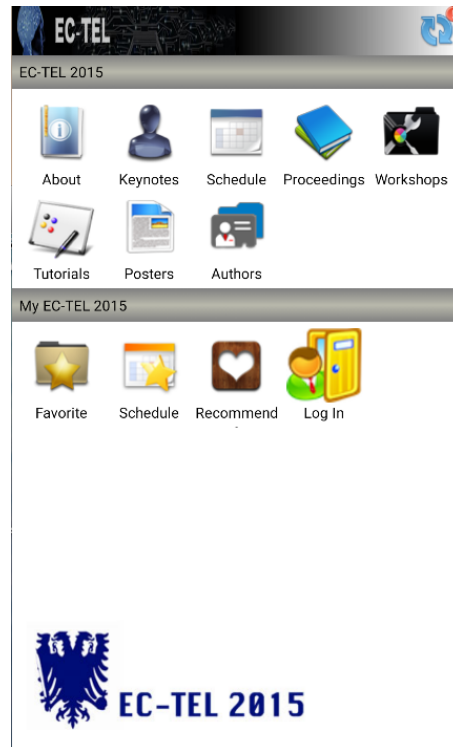 EC-TEL
EC-TEL 2015
About Keynotes Schedule Proceedings Workshops
Tutorials Posters Authors
My EC-TEL 2015
Favorite Schedule Recommend Log In
EC-TEL 2015